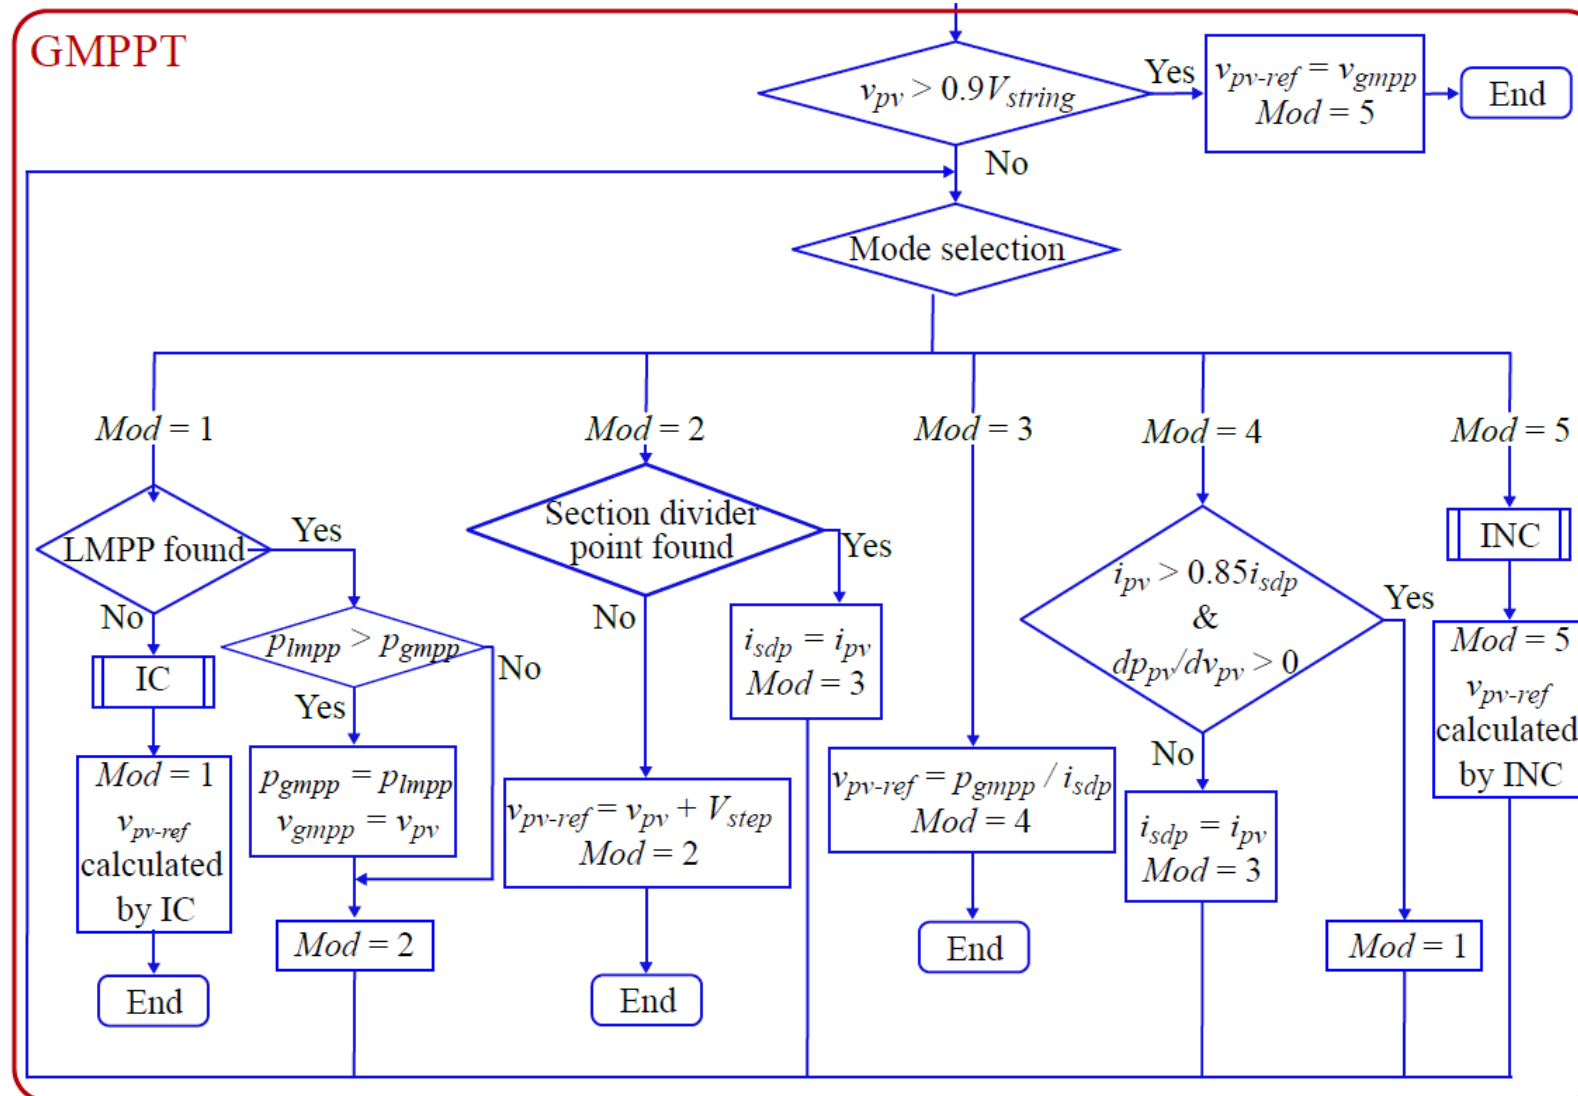 GMPPT
v_pv > 0.9V_string
Yes
v_pv-ref = v_gmpp
Mod = 5
End
No
Mode selection
Mod = 1
LMPP found
Yes
No
IC
Mod = 1
v_pv-ref
calculated
by IC
End
p_lmpp > p_gmpp
No
Yes
p_gmpp = p_lmpp
v_gmpp = v_pv
Mod = 2
Mod = 2
Section divider
point found
Yes
No
i_sdp = i_pv
Mod = 3
v_pv-ref = v_pv + V_step
Mod = 2
End
Mod = 3
v_pv-ref = p_gmpp / i_sdp
Mod = 4
End
Mod = 4
i_pv > 0.85i_sdp
&
dp_pv/dv_pv > 0
Yes
No
i_sdp = i_pv
Mod = 3
Mod = 1
Mod = 5
INC
Mod = 5
v_pv-ref
calculated
by INC